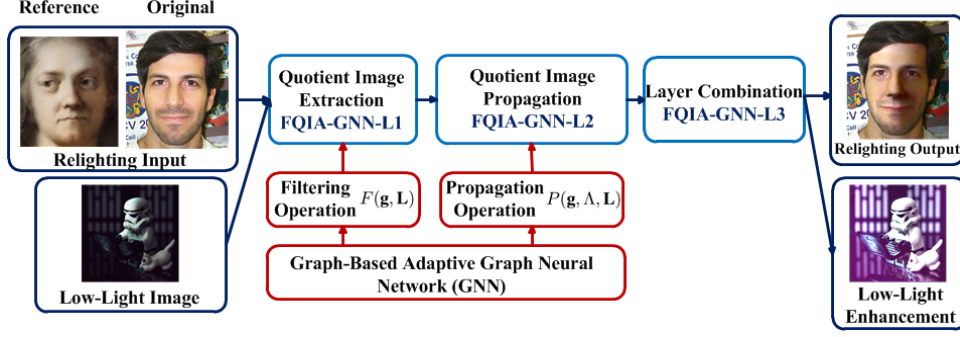 Reference Original
Relighting Input
Low-Light Image
Quotient Image
Extraction
FQIA-GNN-L1
Quotient Image
Propagation
FQIA-GNN-L2
Layer Combination
FQIA-GNN-L3
Filtering
Operation F(g, L)
Propagation
Operation P(g, Λ, L)
Graph-Based Adaptive Graph Neural
Network (GNN)
Relighting Output
Low-Light
Enhancement